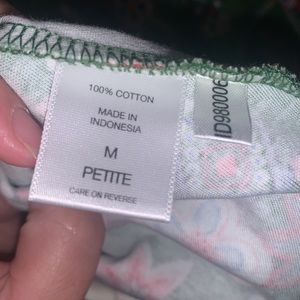 100% COTTON
MADE IN
INDONESIA
M
PETITE
CARE ON REVERSE
ID980006